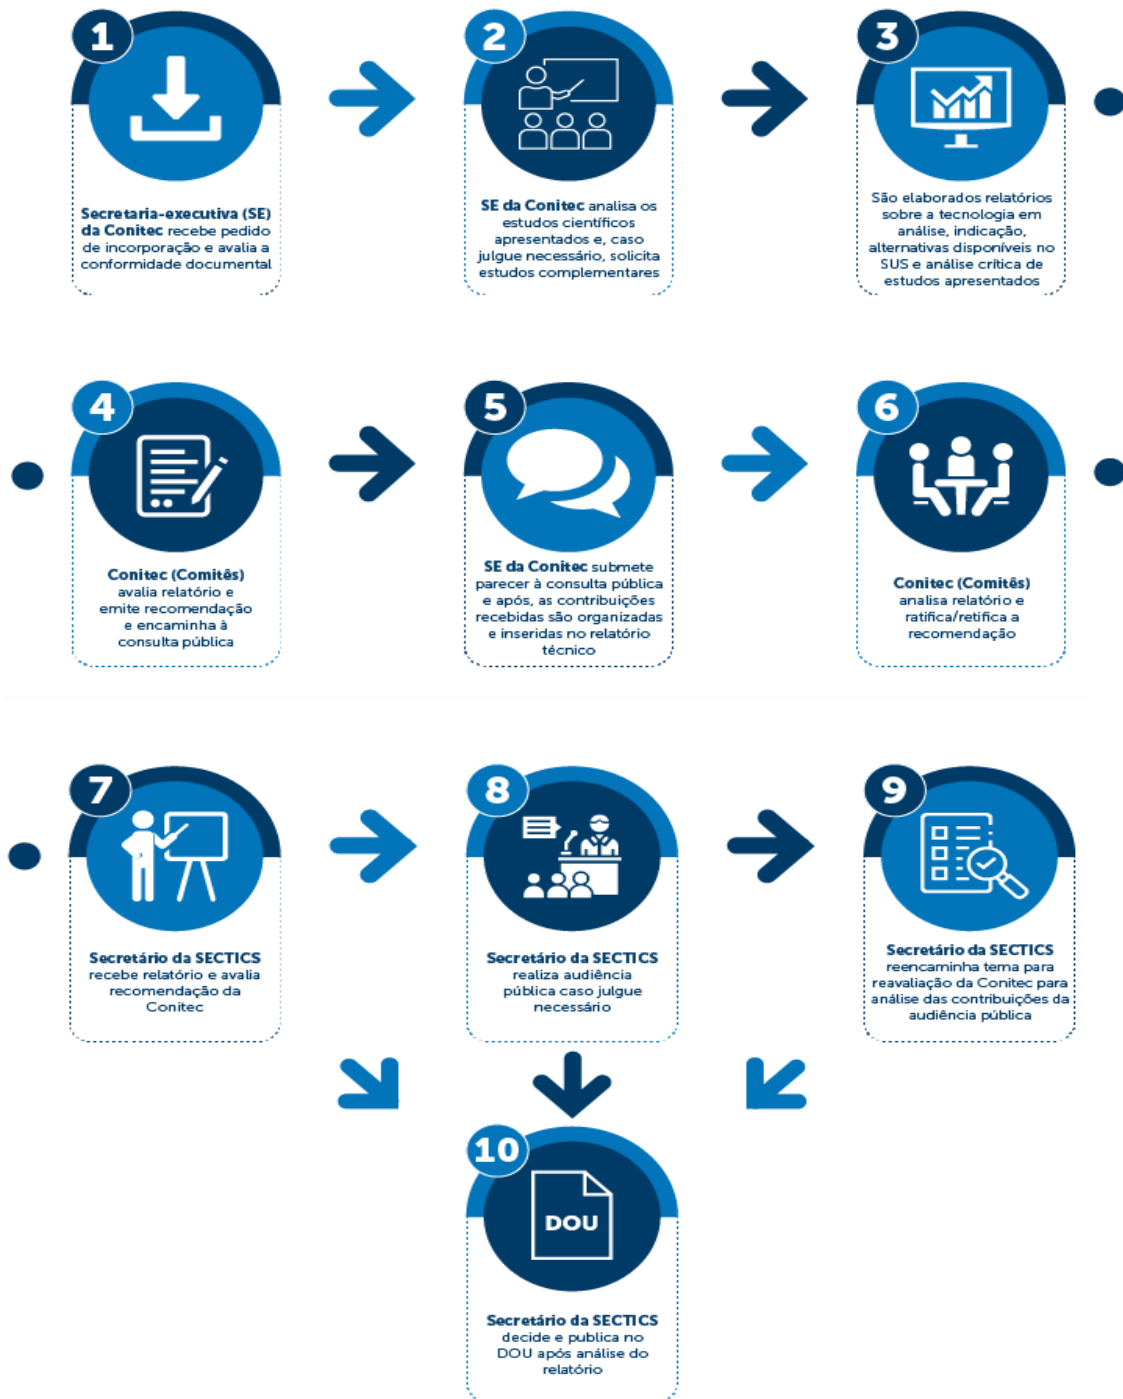 1
Secretaria-executiva (SE)
da Conitec recebe pedido
de incorporação e avalia a
conformidade documental
2
SE da Conitec analisa os
estudos científicos
apresentados e, caso
julgue necessário, solicita
estudos complementares
3
São elaborados relatórios
sobre a tecnologia em
análise, indicação,
alternativas disponíveis no
SUS e análise crítica de
estudos apresentados
4
Conitec (Comitês)
avalia relatório e
emite recomendação
e encaminha à
consulta pública
5
SE da Conitec submete
parecer à consulta pública
e após, as contribuições
recebidas são organizadas
e inseridas no relatório
técnico
6
Conitec (Comitês)
analisa relatório e
ratifica/retifica a
recomendação
7
Secretário da SECTICS
recebe relatório e avalia
recomendação da
Conitec
8
Secretário da SECTICS
realiza audiência
pública caso julgue
necessário
9
Secretário da SECTICS
reencaminha tema para
reavaliação da Conitec para
análise das contribuições da
audiência pública
10
DOU
Secretário da SECTICS
decide e publica no
DOU após análise do
relatório